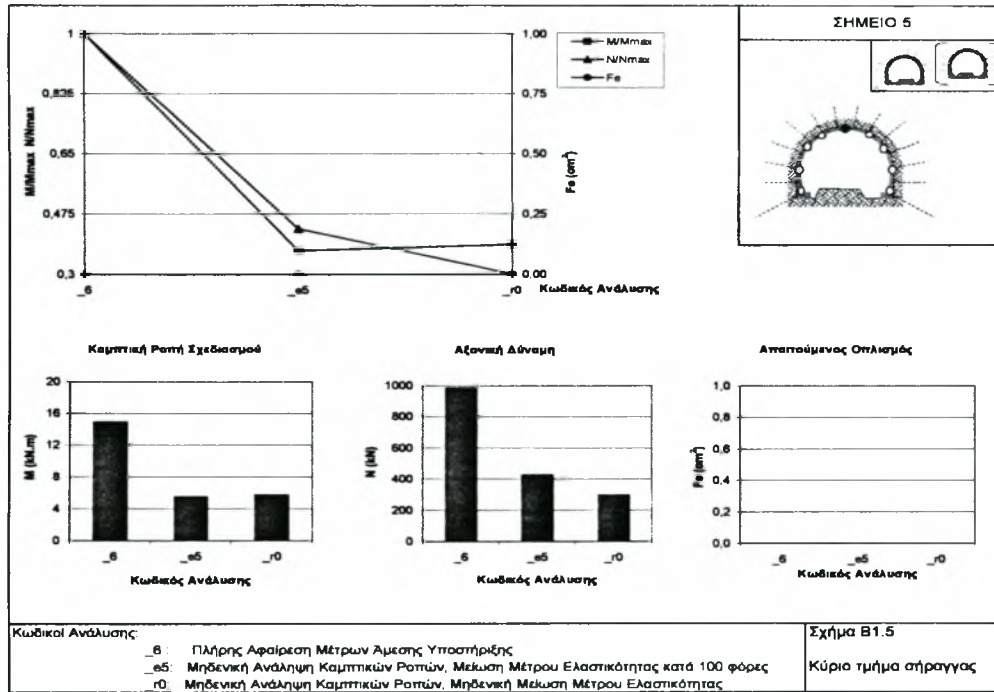 ΣΗΜΕΙΟ 5
1
0,825
0,65
0,475
0,3
M/Mmax N/Nmax
1,00
0,75
0,50
0,25
0,00
Fe (cm²)
M/Mmax
N/Nmax
Fe
_6
_e5
_r0
Κωδικός Ανάλυσης
Καμπτική Ροπή Σχεδιασμού
20
16
12
8
4
0
M (kN.m)
_6
_e5
_r0
Κωδικός Ανάλυσης
Αξονική Δύναμη
1000
800
600
400
200
0
N (kN)
_6
_e5
_r0
Κωδικός Ανάλυσης
Απαιτούμενος Οπλισμός
1,0
0,8
0,6
0,4
0,2
0,0
Fe (cm²)
_6
_e5
_r0
Κωδικός Ανάλυσης
Κωδικοί Ανάλυσης:
_6 : Πλήρης Αφαίρεση Μέτρων Άμεσης Υποστήριξης
_e5: Μηδενική Ανάληψη Καμπτικών Ροπών, Μείωση Μέτρου Ελαστικότητας κατά 100 φόρες
_r0: Μηδενική Ανάληψη Καμπτικών Ροπών, Μηδενική Μείωση Μέτρου Ελαστικότητας
Σχήμα Β1.5
Κύριο τμήμα σήραγγας